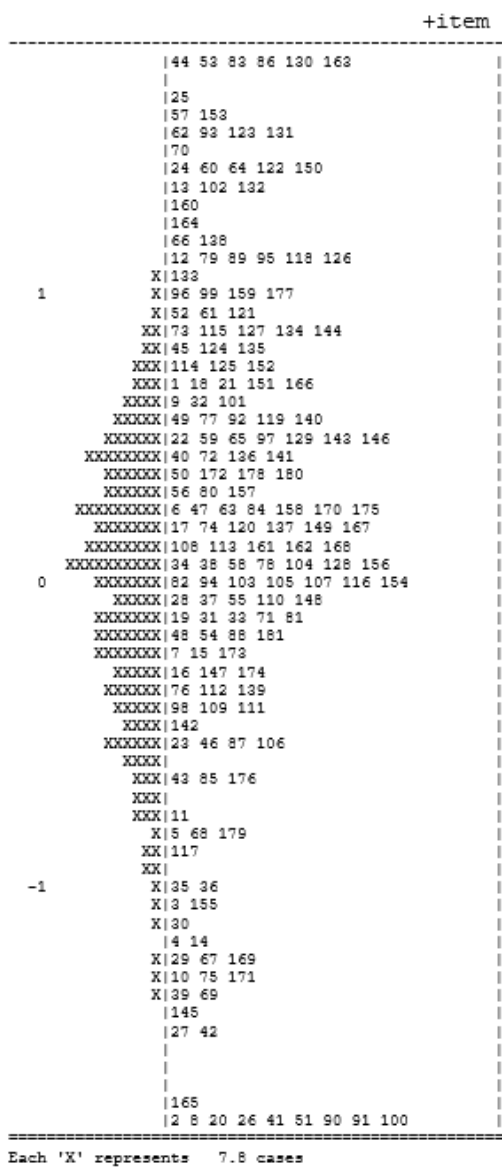 +item
|44 53 83 86 130 163 |
| |
|25 |
|57 153 |
|62 93 123 131 |
|70 |
|24 60 64 122 150 |
|13 102 132 |
|160 |
|164 |
|66 138 |
|12 79 89 95 118 126 |
X|133 |
1 X|96 99 159 177 |
X|52 61 121 |
XX|73 115 127 134 144 |
XX|45 124 135 |
XXX|114 125 152 |
XXX|1 18 21 151 166 |
XXXX|9 32 101 |
XXXXX|49 77 92 119 140 |
XXXXXX|22 59 65 97 129 143 146 |
XXXXXXXX|40 72 136 141 |
XXXXXX|50 172 178 180 |
XXXXXX|56 80 157 |
XXXXXXXXX|6 47 63 84 158 170 175 |
XXXXXXX|17 74 120 137 149 167 |
XXXXXXXX|108 113 161 162 168 |
XXXXXXXXXX|34 38 58 78 104 128 156 |
0 XXXXXXX|82 94 103 105 107 116 154 |
XXXXX|28 37 55 110 148 |
XXXXXXX|19 31 33 71 81 |
XXXXXXX|48 54 88 181 |
XXXXXXX|7 15 173 |
XXXXX|16 147 174 |
XXXXXX|76 112 139 |
XXXXX|98 109 111 |
XXXX|142 |
XXXXXX|23 46 87 106 |
XXXX| |
XXX|43 85 176 |
XXX| |
XXX|11 |
X|5 68 179 |
XX|117 |
XX| |
-1 X|35 36 |
X|3 155 |
X|30 |
|4 14 |
X|29 67 169 |
X|10 75 171 |
X|39 69 |
|145 |
|27 42 |
| |
| |
| |
|165 |
|2 8 20 26 41 51 90 91 100 |
Each 'X' represents 7.8 cases